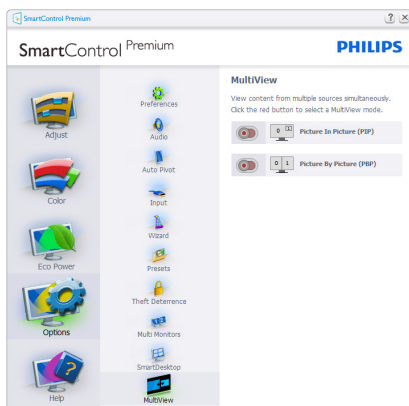 SmartControl Premium
SmartControl Premium
PHILIPS
Adjust
Color
Eco Power
Options
Help
Preferences
Audio
Auto Pivot
Input
Wizard
Presets
Theft Deterrence
Multi Monitors
SmartDesktop
MultiView
MultiView
View content from multiple sources simultaneously.
Click the red button to select a MultiView mode.
Picture In Picture (PIP)
Picture By Picture (PBP)